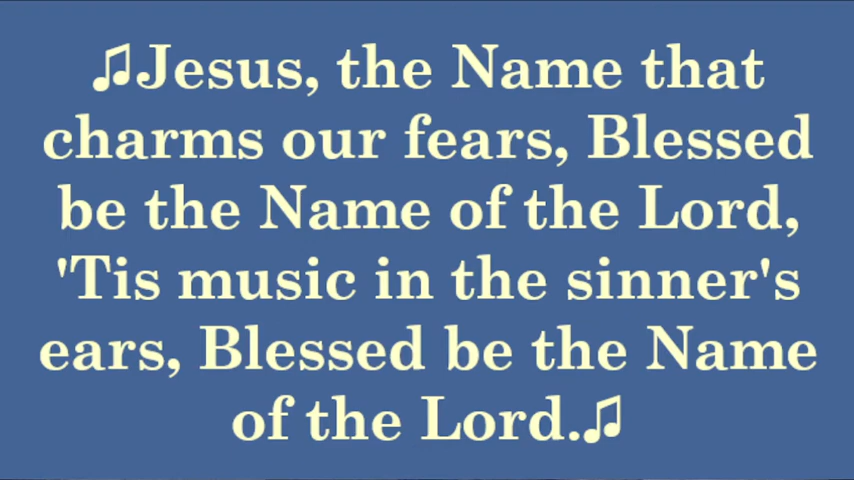 ♫Jesus, the Name that
charms our fears, Blessed
be the Name of the Lord,
'Tis music in the sinner's
ears, Blessed be the Name
of the Lord.♫